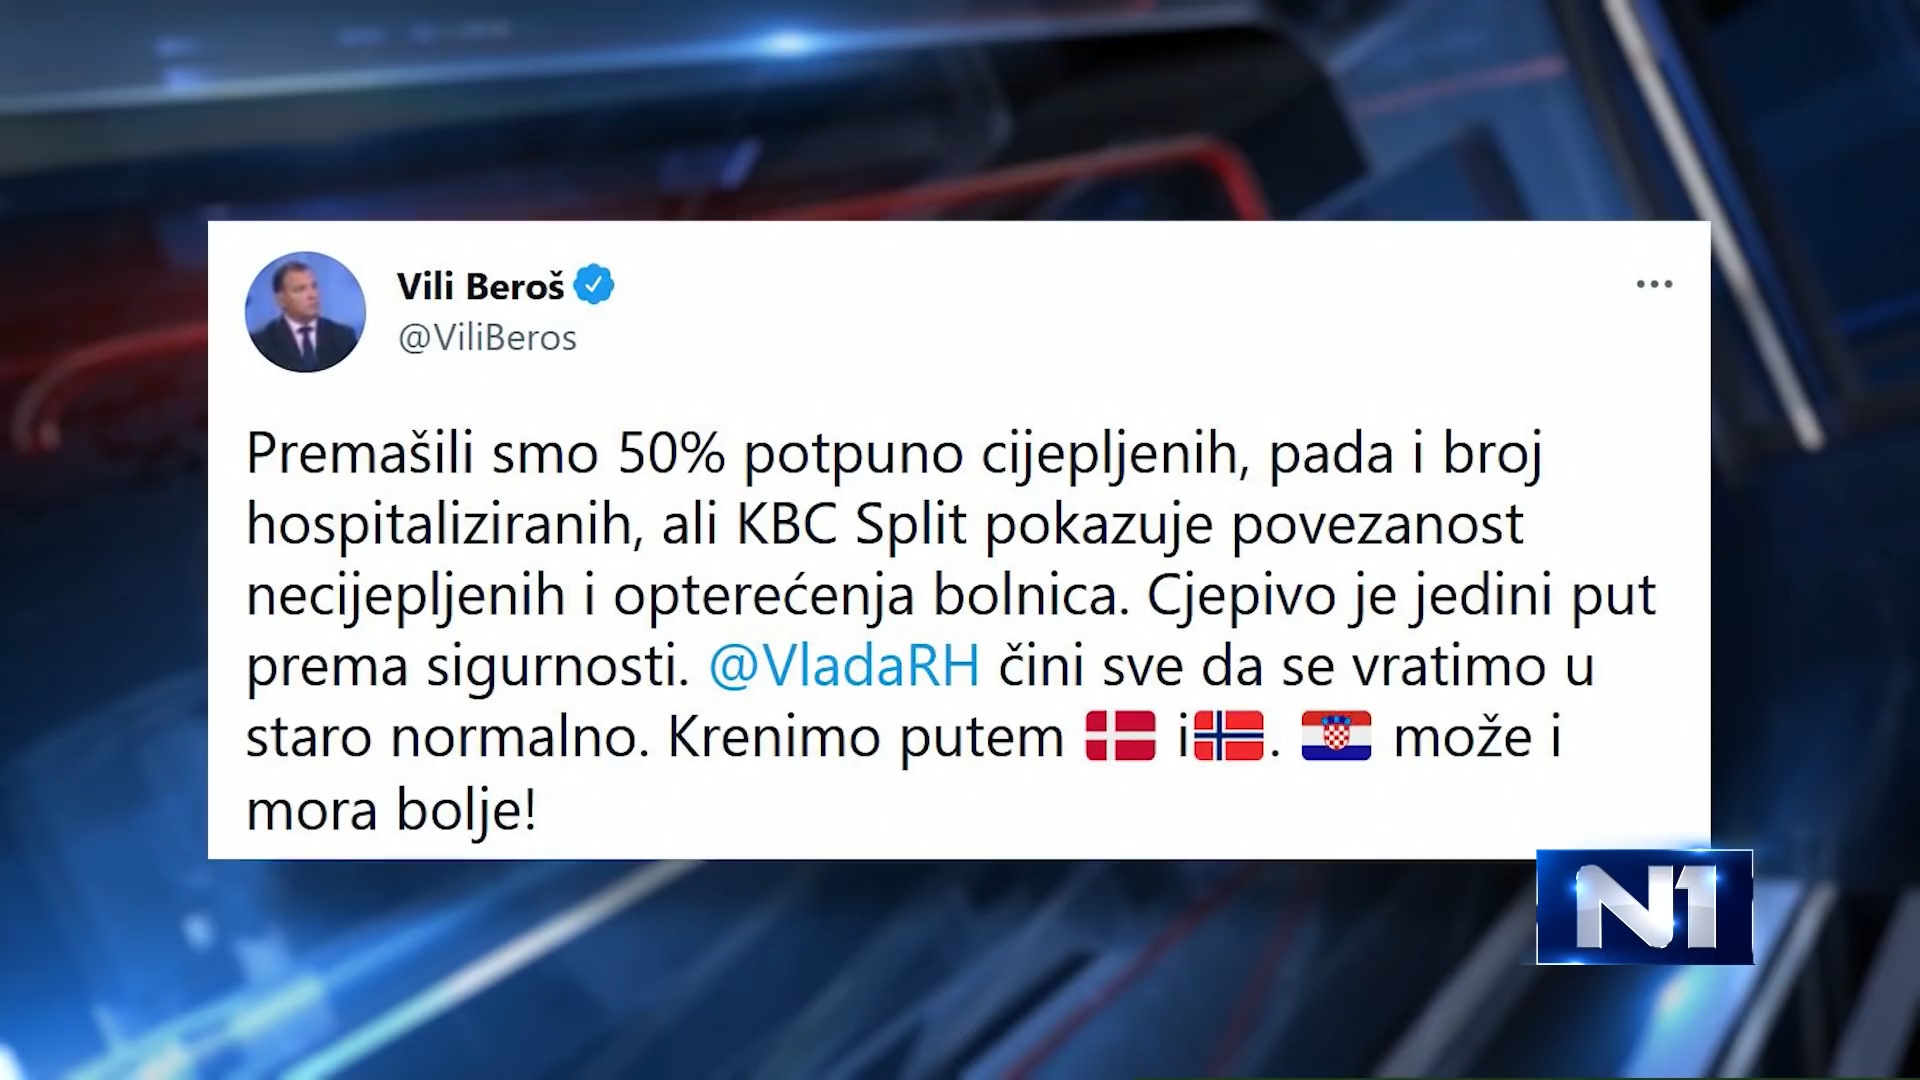 Vili Beroš
@ViliBeros
Premašili smo 50% potpuno cijepljenih, pada i broj
hospitaliziranih, ali KBC Split pokazuje povezanost
necijepljenih i opterećenja bolnica. Cjepivo je jedini put
prema sigurnosti. @VladaRH čini sve da se vratimo u
staro normalno. Krenimo putem 🇩🇰 i🇳🇴. 🇭🇷 može i
mora bolje!
N1